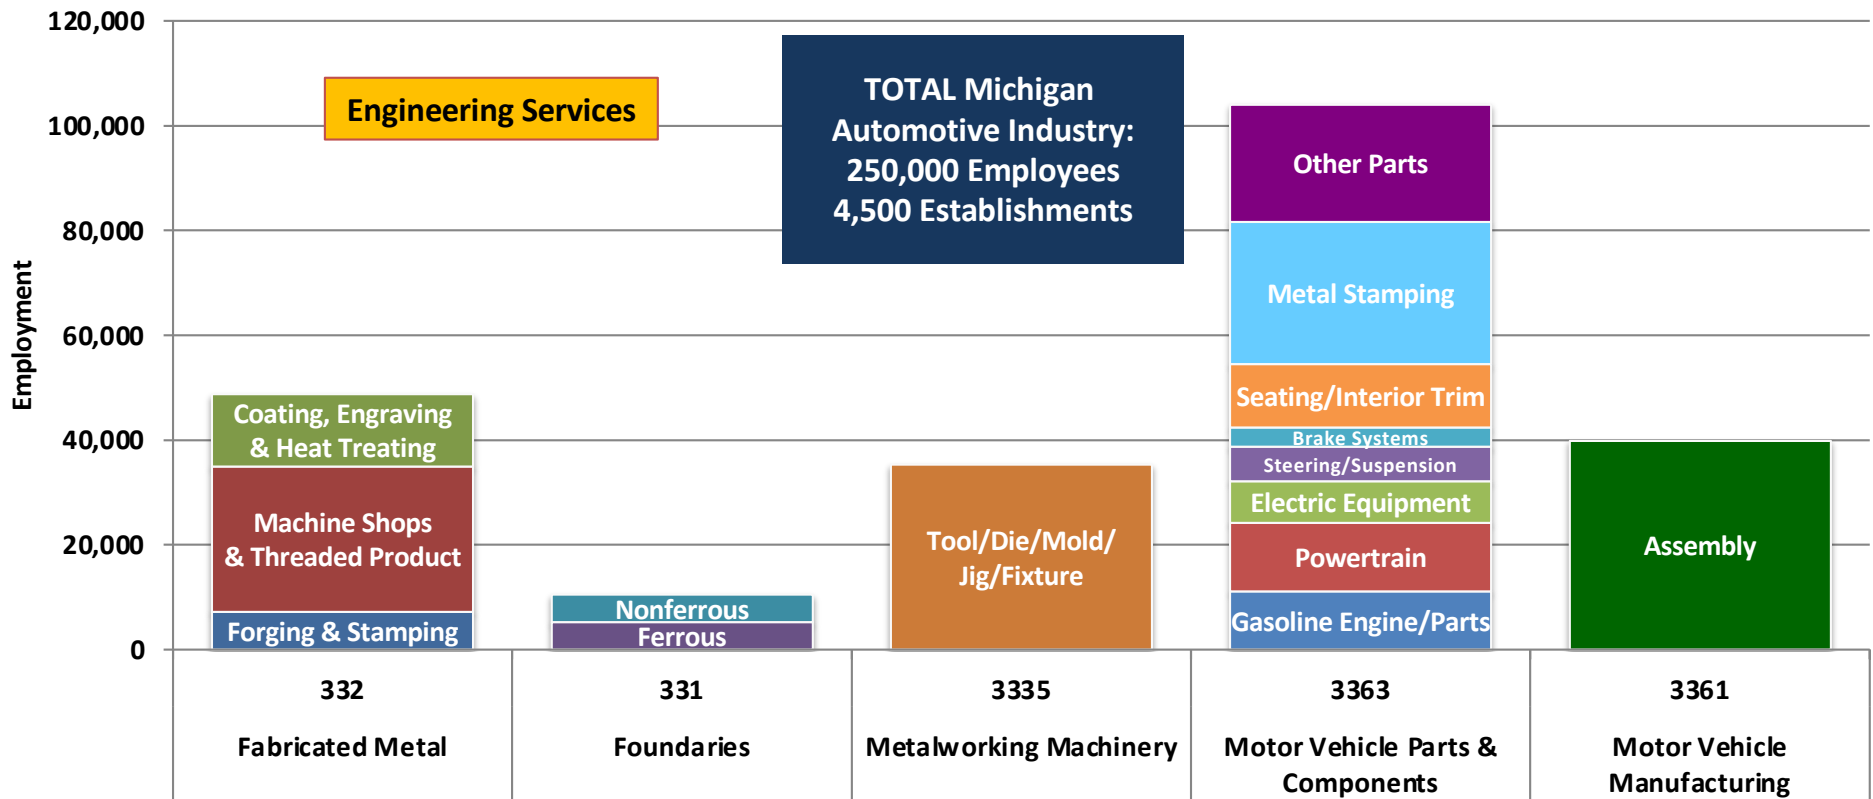 120,000
100,000
80,000
60,000
40,000
20,000
0
Employment
Engineering Services
TOTAL Michigan
Automotive Industry:
250,000 Employees
4,500 Establishments
Coating, Engraving
& Heat Treating
Machine Shops
& Threaded Product
Forging & Stamping
Nonferrous
Ferrous
Tool/Die/Mold/
Jig/Fixture
Other Parts
Metal Stamping
Seating/Interior Trim
Brake Systems
Steering/Suspension
Electric Equipment
Powertrain
Gasoline Engine/Parts
Assembly
332
Fabricated Metal
331
Foundaries
3335
Metalworking Machinery
3363
Motor Vehicle Parts &
Components
3361
Motor Vehicle
Manufacturing